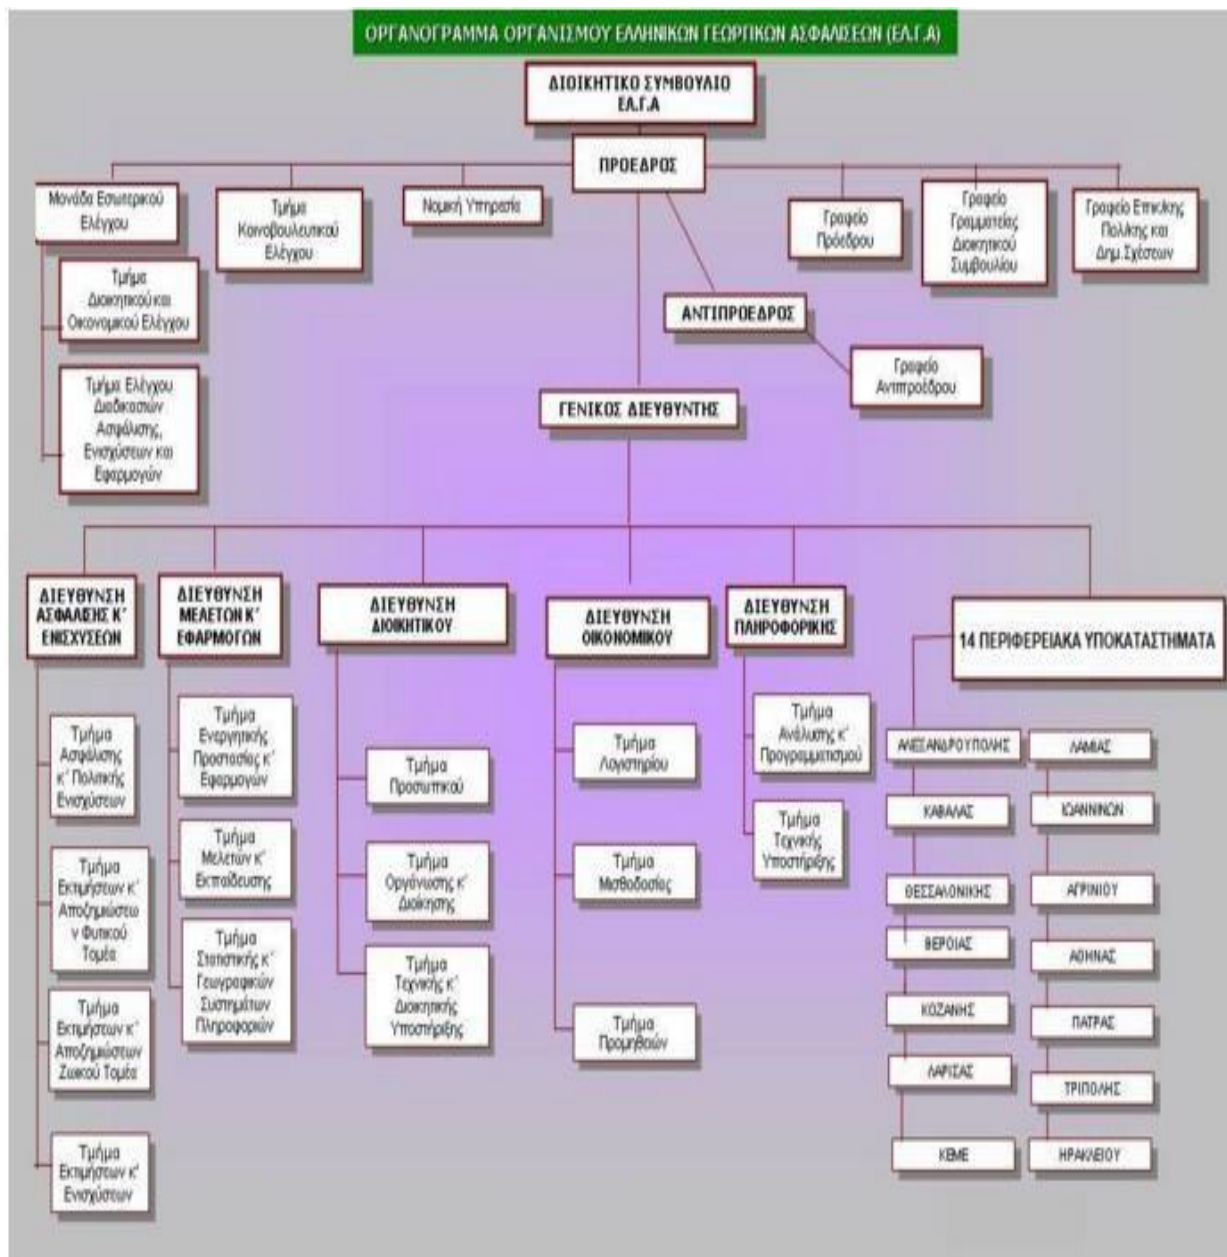 ΟΡΓΑΝΟΓΡΑΜΜΑ ΟΡΓΑΝΙΣΜΟΥ ΕΛΛΗΝΙΚΩΝ ΓΕΩΡΓΙΚΩΝ ΑΣΦΑΛΙΣΕΩΝ (ΕΛ.Γ.Α)
ΔΙΟΙΚΗΤΙΚΟ ΣΥΜΒΟΥΛΙΟ
ΕΛ.Γ.Α
ΠΡΟΕΔΡΟΣ
Μονάδα Εσωτερικού
Ελέγχου
Τμήμα
Κοινοβουλευτικού
Ελέγχου
Νομική Υπηρεσία
Γραφείο
Πρόεδρου
Γραφείο
Γραμματείας
Διοικητικού
Συμβουλίου
Γραφείο Επικ/κης
Πολ/κης και
Δημ.Σχέσεων
Τμήμα
Διοικητικού και
Οικονομικού Ελέγχου
ΑΝΤΙΠΡΟΕΔΡΟΣ
Γραφείο
Αντιπροέδρου
Τμήμα Ελέγχου
Διαδικασιών
Ασφάλισης,
Ενισχύσεων και
Εφαρμογών
ΓΕΝΙΚΟΣ ΔΙΕΥΘΥΝΤΗΣ
ΔΙΕΥΘΥΝΣΗ
ΑΣΦΑΛΙΣΗΣ Κ΄
ΕΝΙΣΧΥΣΕΩΝ
Τμήμα
Ασφάλισης
κ΄ Πολιτικής
Ενισχύσεων
Τμήμα
Εκτιμήσεων κ΄
Αποζημιώσεω
ν Φυτικού
Τομέα
Τμήμα
Εκτιμήσεων κ΄
Αποζημιώσεων
Ζωικού Τομέα
Τμήμα
Εκτιμήσεων κ΄
Ενισχύσεων
ΔΙΕΥΘΥΝΣΗ
ΜΕΛΕΤΩΝ Κ΄
ΕΦΑΡΜΟΓΩΝ
Τμήμα
Ενεργητικής
Προστασίας κ΄
Εφαρμογών
Τμήμα
Μελετών κ΄
Εκπαίδευσης
Τμήμα
Στατιστικής κ΄
Γεωγραφικών
Συστημάτων
Πληροφοριών
ΔΙΕΥΘΥΝΣΗ
ΔΙΟΙΚΗΤΙΚΟΥ
Τμήμα
Προσωπικού
Τμήμα
Οργάνωσης κ΄
Διοίκησης
Τμήμα
Τεχνικής κ΄
Διοικητικής
Υποστήριξης
ΔΙΕΥΘΥΝΣΗ
ΟΙΚΟΝΟΜΙΚΟΥ
Τμήμα
Λογιστηρίου
Τμήμα
Μισθοδοσίας
Τμήμα
Προμηθειών
ΔΙΕΥΘΥΝΣΗ
ΠΛΗΡΟΦΟΡΙΚΗΣ
Τμήμα
Ανάλυσης κ΄
Προγραμματισμού
Τμήμα
Τεχνικής
Υποστήριξης
14 ΠΕΡΙΦΕΡΕΙΑΚΑ ΥΠΟΚΑΤΑΣΤΗΜΑΤΑ
ΑΛΕΞΑΝΔΡΟΥΠΟΛΗΣ
ΚΑΒΑΛΑΣ
ΘΕΣΣΑΛΟΝΙΚΗΣ
ΒΕΡΟΙΑΣ
ΚΟΖΑΝΗΣ
ΛΑΡΙΣΑΣ
ΚΕΜΕ
ΛΑΜΙΑΣ
ΙΩΑΝΝΙΝΩΝ
ΑΓΡΙΝΙΟΥ
ΑΘΗΝΑΣ
ΠΑΤΡΑΣ
ΤΡΙΠΟΛΗΣ
ΗΡΑΚΛΕΙΟΥ